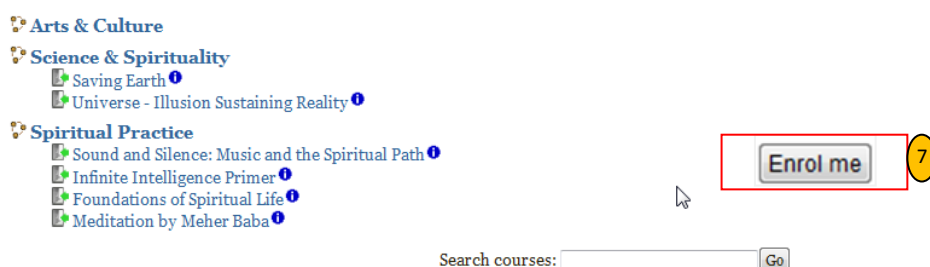 Arts & Culture
Science & Spirituality
Saving Earth
Universe - Illusion Sustaining Reality
Spiritual Practice
Sound and Silence: Music and the Spiritual Path
Infinite Intelligence Primer
Foundations of Spiritual Life
Meditation by Meher Baba
Enrol me
7
Search courses:
Go